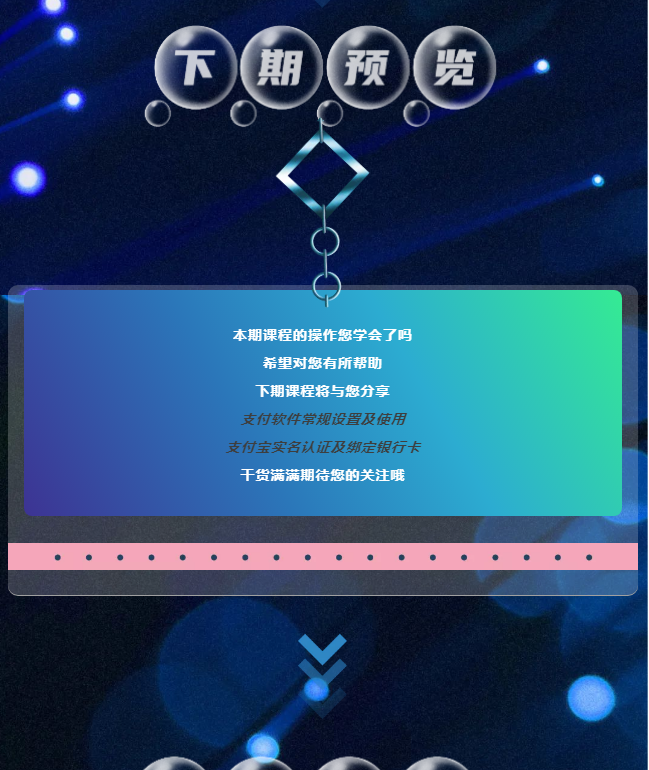 下期预览
本期课程的操作您学会了吗
希望对您有所帮助
下期课程将与您分享
支付软件常规设置及使用
支付宝实名认证及绑定银行卡
干货满满期待您的关注哦